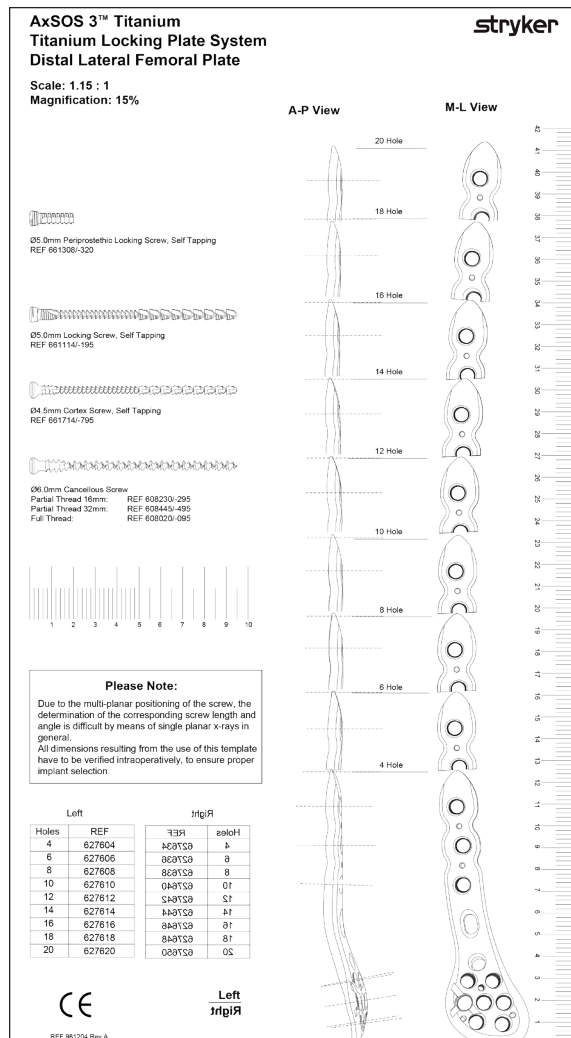 AxSOS 3™ Titanium
Titanium Locking Plate System
Distal Lateral Femoral Plate
stryker
Scale: 1.15 : 1
Magnification: 15%
A-P View
M-L View
20 Hole
18 Hole
16 Hole
14 Hole
12 Hole
10 Hole
8 Hole
6 Hole
4 Hole
Ø5.0mm Periprostethic Locking Screw, Self Tapping
REF 661308/-320
Ø5.0mm Locking Screw, Self Tapping
REF 661114/-195
Ø4.5mm Cortex Screw, Self Tapping
REF 661714/-795
Ø6.0mm Cancellous Screw
Partial Thread 16mm: REF 608230/-295
Partial Thread 32mm: REF 608445/-495
Full Thread: REF 608020/-095
1 2 3 4 5 6 7 8 9 10
Please Note:
Due to the multi-planar positioning of the screw, the
determination of the corresponding screw length and
angle is difficult by means of single planar x-rays in
general.
All dimensions resulting from the use of this template
have to be verified intraoperatively, to ensure proper
implant selection.
Left
Holes REF
4 627604
6 627606
8 627608
10 627610
12 627612
14 627614
16 627616
18 627618
20 627620
Right
Holes REF
4 627634
6 627636
8 627638
10 627640
12 627642
14 627644
16 627646
18 627648
20 627650
CE
Left
Right
REF 981204 Rev A
42
41
40
39
38
37
36
35
34
33
32
31
30
29
28
27
26
25
24
23
22
21
20
19
18
17
16
15
14
13
12
11
10
9
8
7
6
5
4
3
2
1